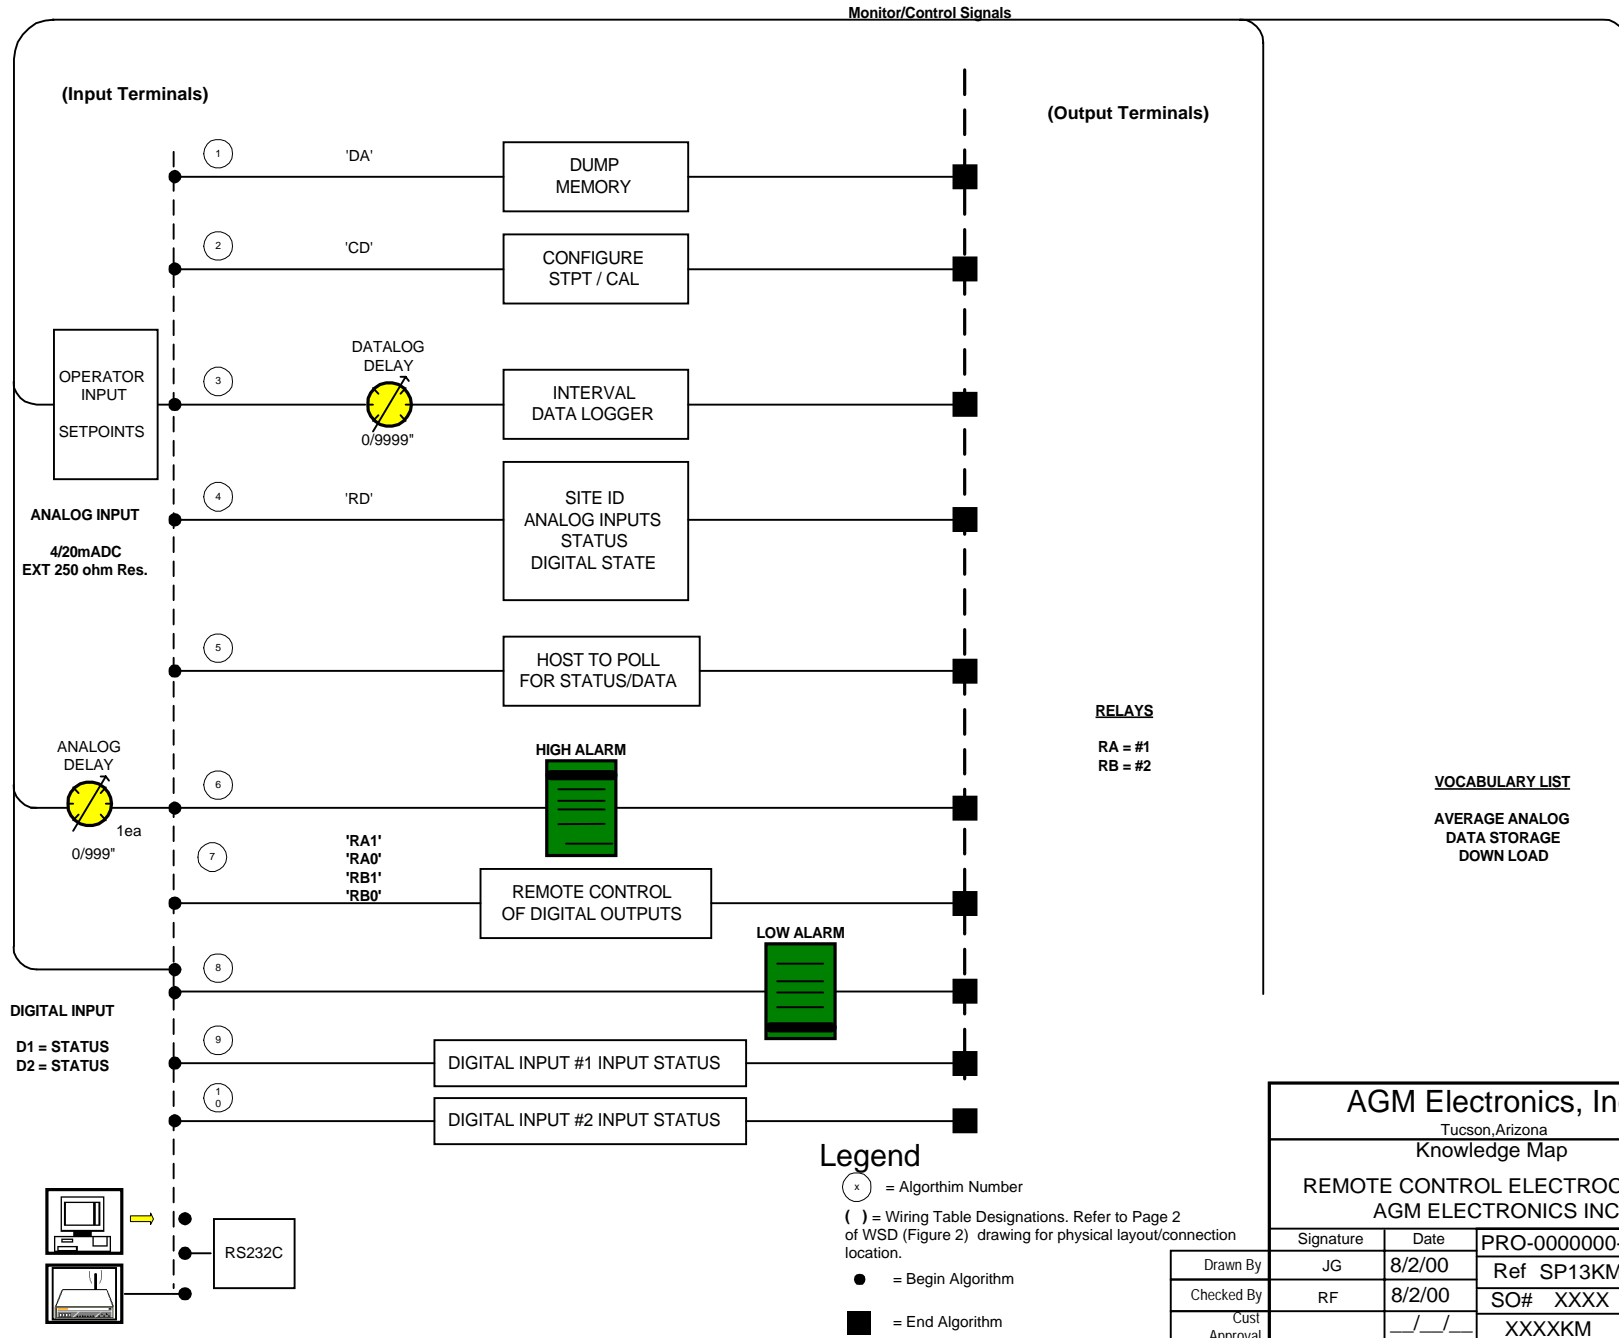 Monitor/Control Signals
(Input Terminals)
(Output Terminals)
1
'DA'
DUMP
MEMORY
2
'CD'
CONFIGURE
STPT / CAL
OPERATOR
INPUT
SETPOINTS
3
DATALOG
DELAY
0/9999"
INTERVAL
DATA LOGGER
ANALOG INPUT
4/20mADC
EXT 250 ohm Res.
4
'RD'
SITE ID
ANALOG INPUTS
STATUS
DIGITAL STATE
5
HOST TO POLL
FOR STATUS/DATA
RELAYS
RA = #1
RB = #2
ANALOG
DELAY
1ea
0/999"
6
HIGH ALARM
VOCABULARY LIST
AVERAGE ANALOG
DATA STORAGE
DOWN LOAD
7
'RA1'
'RA0'
'RB1'
'RB0'
REMOTE CONTROL
OF DIGITAL OUTPUTS
8
LOW ALARM
DIGITAL INPUT
D1 = STATUS
D2 = STATUS
9
DIGITAL INPUT #1 INPUT STATUS
1
0
DIGITAL INPUT #2 INPUT STATUS
RS232C
Legend
x = Algorthim Number
( ) = Wiring Table Designations. Refer to Page 2
of WSD (Figure 2) drawing for physical layout/connection
location.
= Begin Algorithm
= End Algorithm
AGM Electronics, In
Tucson,Arizona
Knowledge Map
REMOTE CONTROL ELECTRO
AGM ELECTRONICS INC
Signature Date PRO-0000000-
Drawn By JG 8/2/00 Ref SP13KM
Checked By RF 8/2/00 SO# XXXX
Cust
Approval __/__/__ XXXXKM